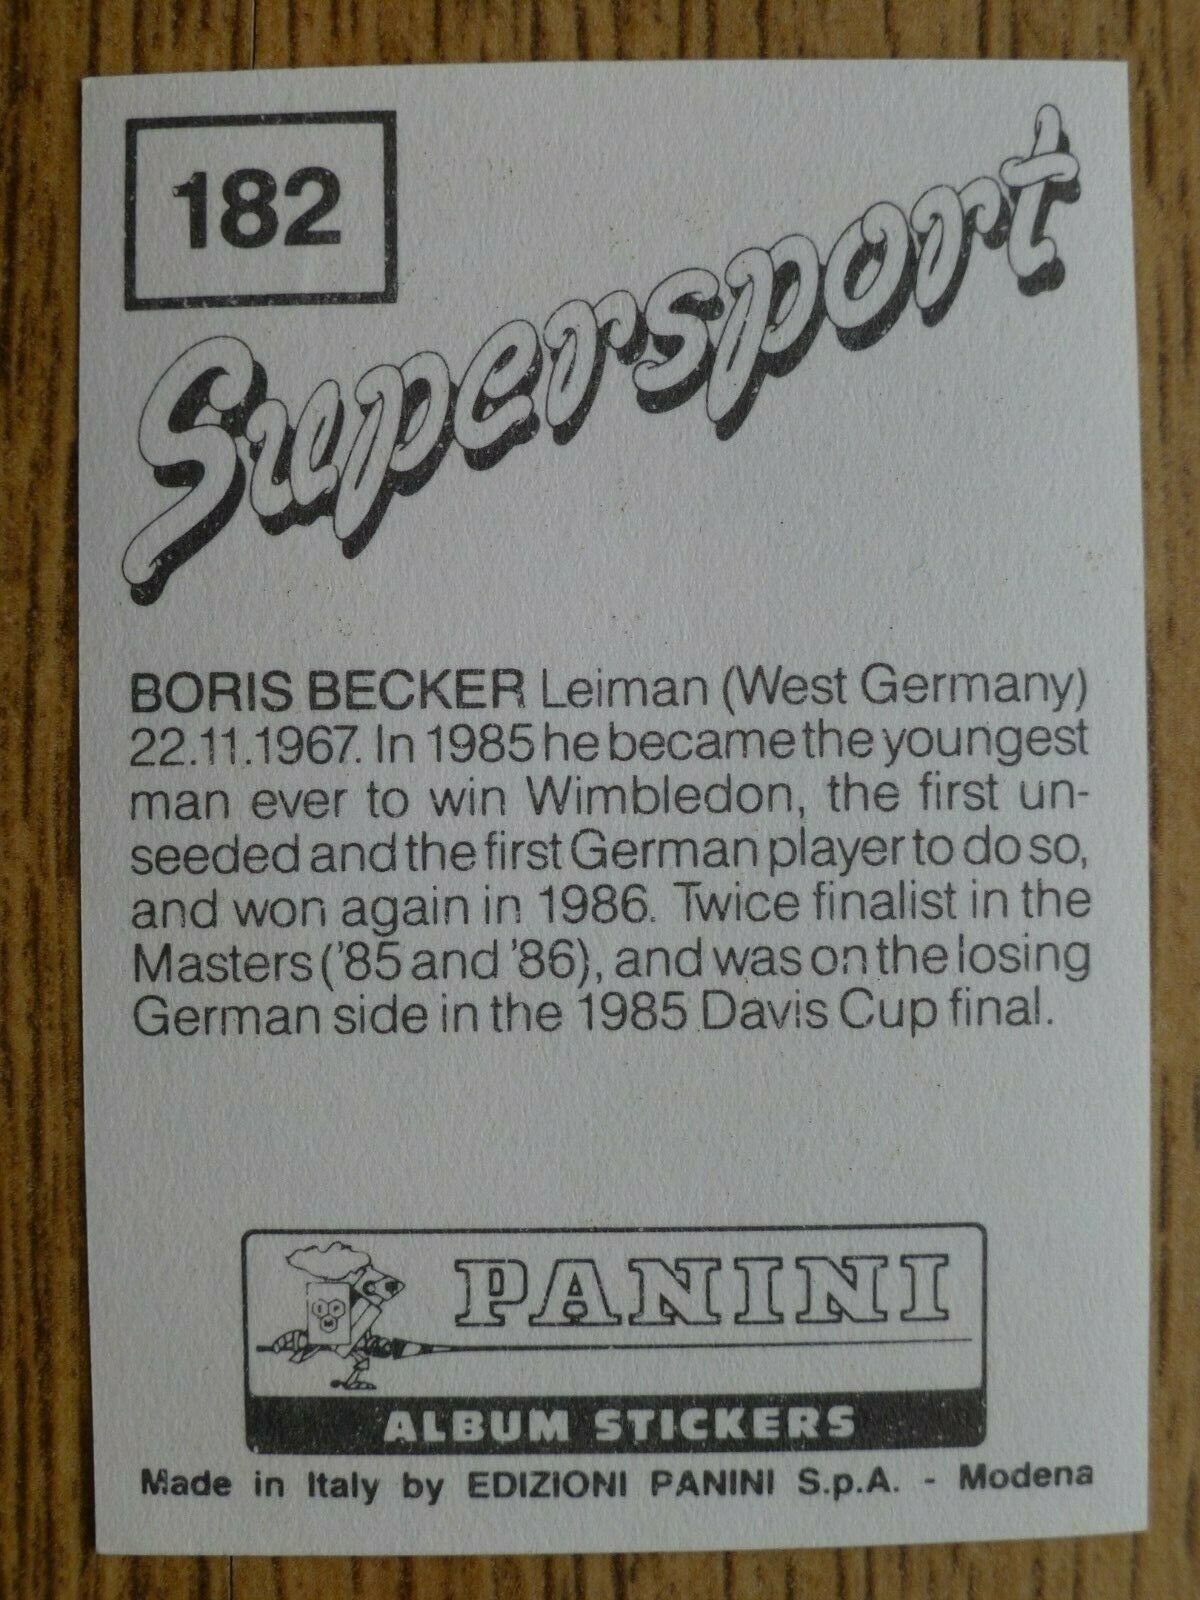 182
Supersport
BORIS BECKER Leiman (West Germany)
22.11.1967. In 1985 he became the youngest
man ever to win Wimbledon, the first un-
seeded and the first German player to do so,
and won again in 1986. Twice finalist in the
Masters ('85 and '86), and was on the losing
German side in the 1985 Davis Cup final.
PANINI
ALBUM STICKERS
Made in Italy by EDIZIONI PANINI S.p.A. - Modena